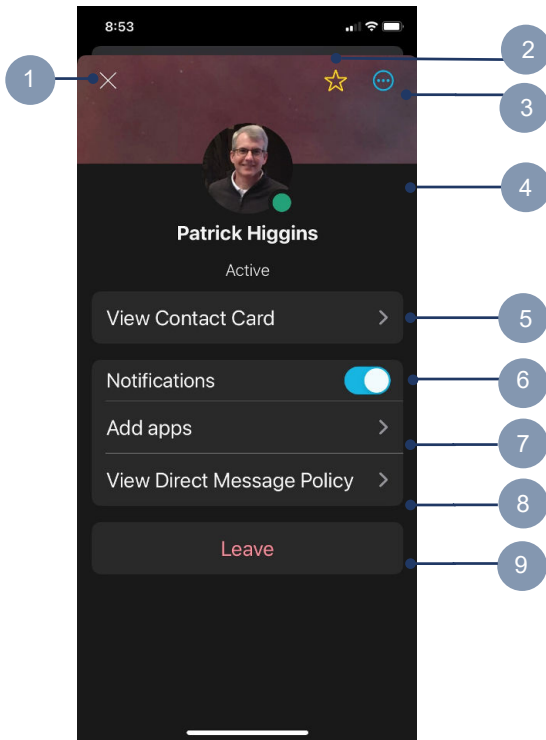 8:53
1
2
3
4
Patrick Higgins
Active
View Contact Card
5
Notifications
6
Add apps
7
View Direct Message Policy
8
Leave
9